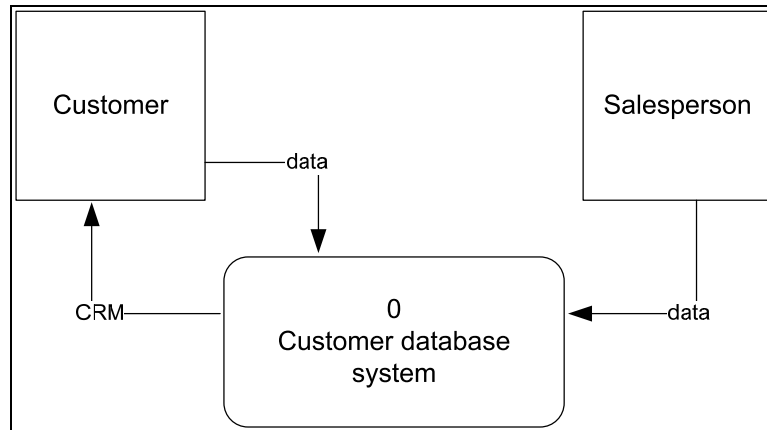 Customer
Salesperson
data
0
Customer database
system
CRM
data